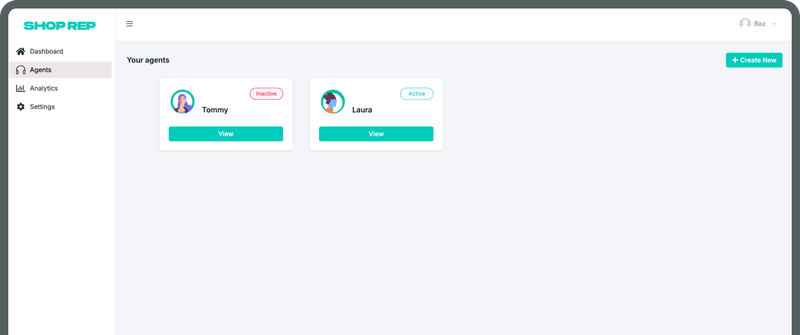 SHOP REP
Baz
Dashboard
Agents
Analytics
Settings
Your agents
+ Create New
Inactive
Tommy
View
Active
Laura
View